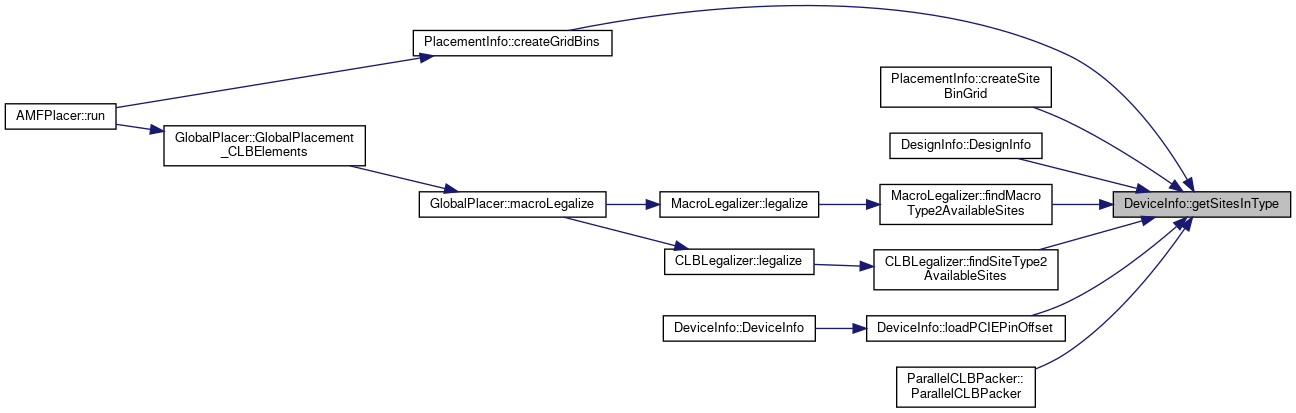 PlacementInfo::createGridBins
PlacementInfo::createSite
BinGrid
AMFPlacer::run
GlobalPlacer::GlobalPlacement
_CLBElements
DesignInfo::DesignInfo
GlobalPlacer::macroLegalize
MacroLegalizer::legalize
MacroLegalizer::findMacro
Type2AvailableSites
DeviceInfo::getSitesInType
CLBLegalizer::legalize
CLBLegalizer::findSiteType2
AvailableSites
DeviceInfo::DeviceInfo
DeviceInfo::loadPCIEPinOffset
ParallelCLBPacker::
ParallelCLBPacker